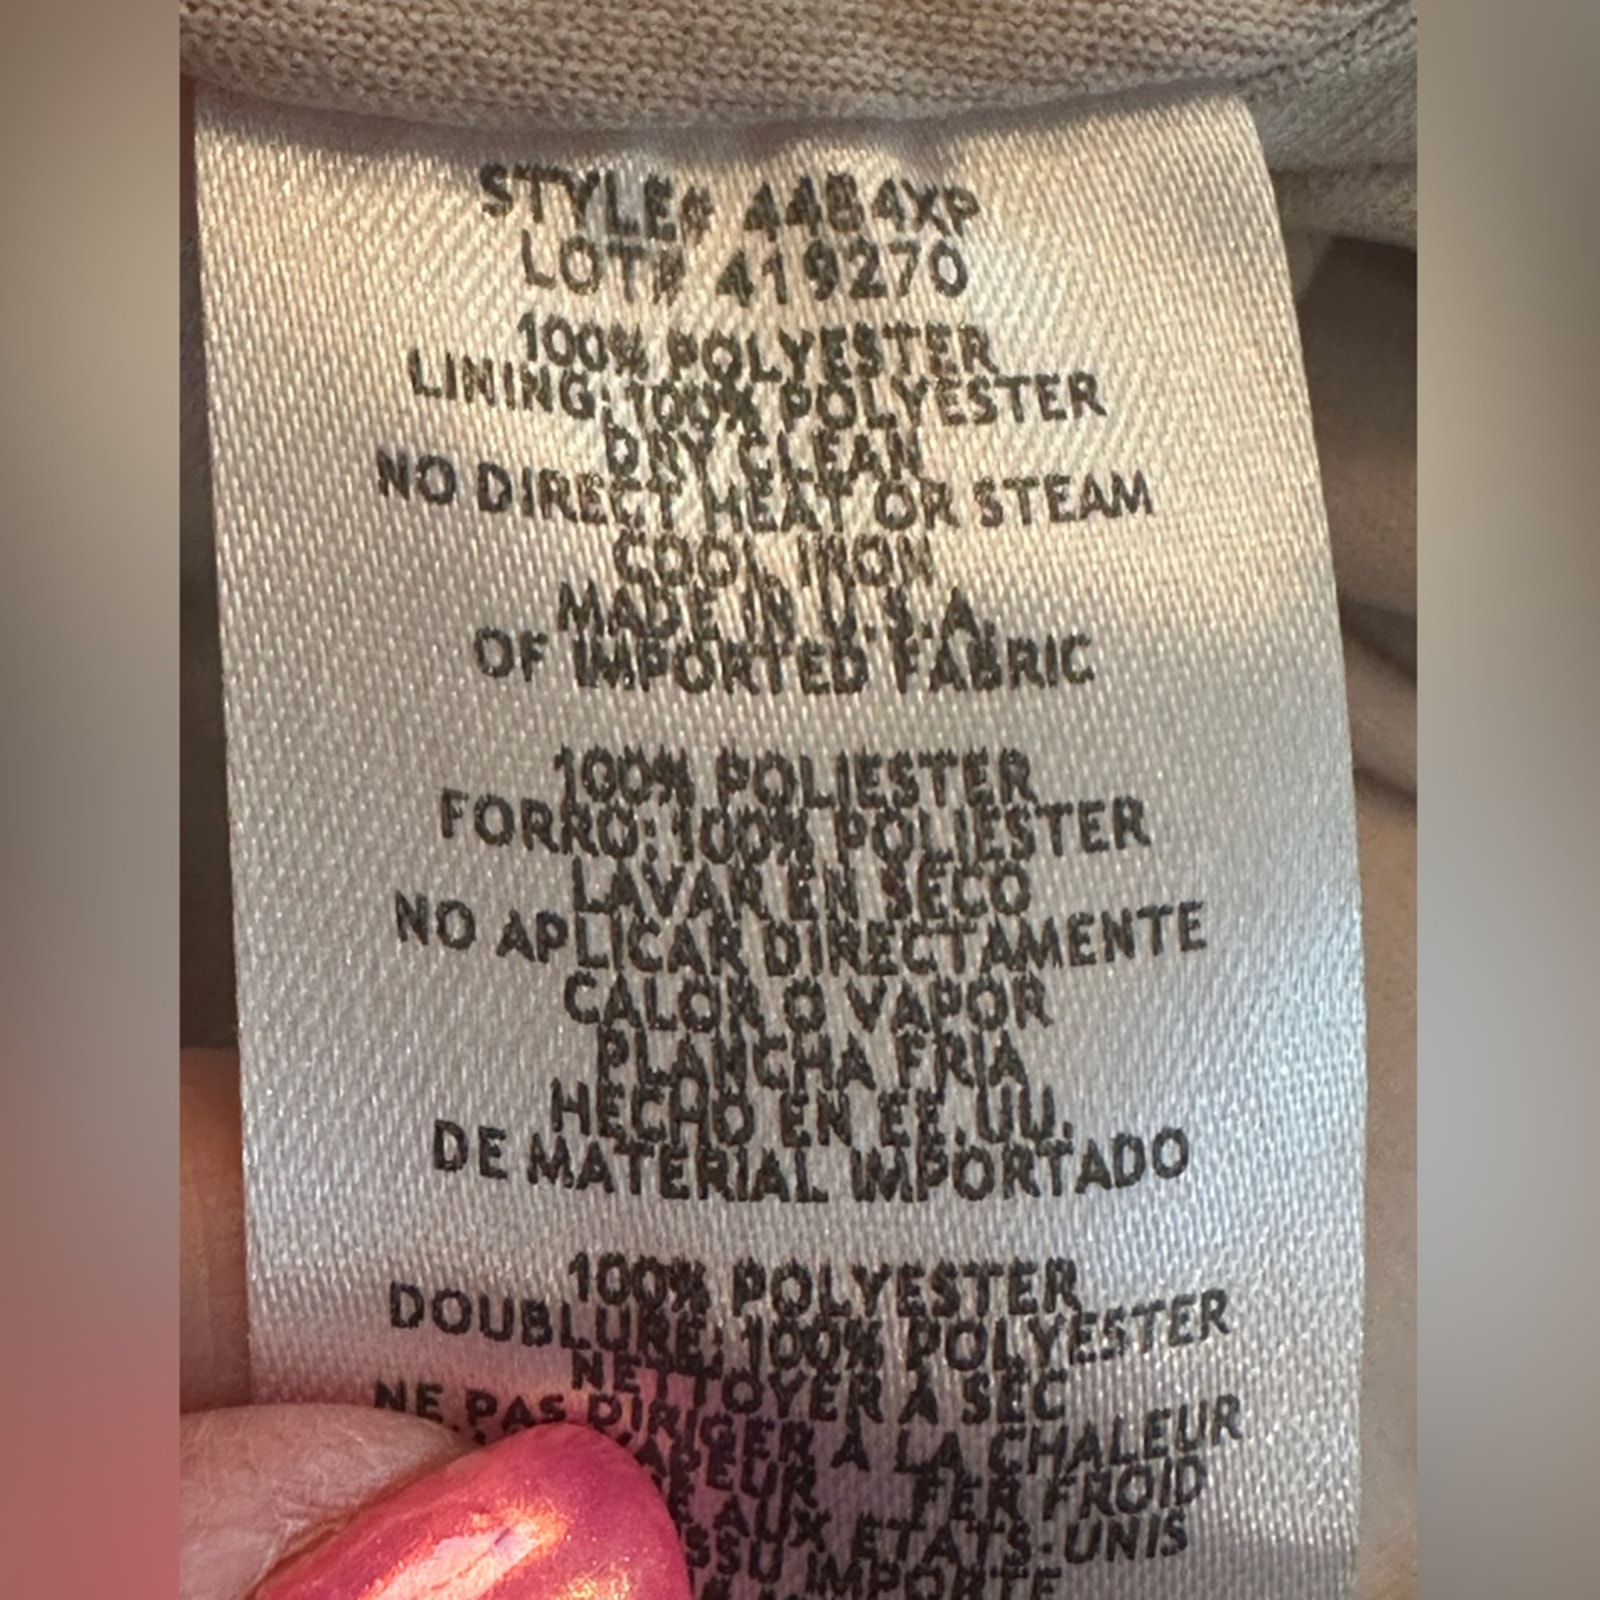 STYLE# 4484XP
LOT# 419270
100% POLYESTER
LINING: 100% POLYESTER
DRY CLEAN
NO DIRECT HEAT OR STEAM
COOL IRON
MADE IN U.S.A.
OF IMPORTED FABRIC
100% POLIESTER
FORRO: 100% POLIESTER
LAVAR EN SECO
NO APLICAR DIRECTAMENTE
CALOR O VAPOR
PLANCHA FRIA
HECHO EN EE.UU.
DE MATERIAL IMPORTADO
100% POLYESTER
DOUBLURE: 100% POLYESTER
NETTOYER A SEC
NE PAS DIRIGER A LA CHALEUR
FER FROID
AUX ETATS-UNIS
IMPORTE